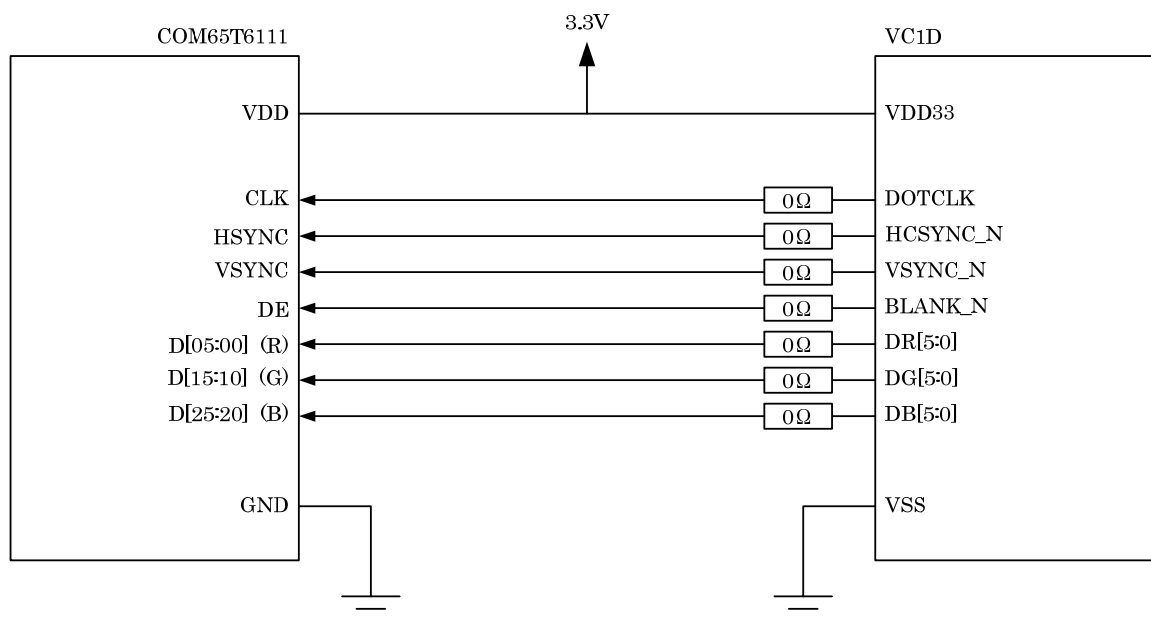 3.3V
COM65T6111 VC1D
VDD VDD33
CLK 0Ω DOTCLK
HSYNC 0Ω HCSYNC_N
VSYNC 0Ω VSYNC_N
DE 0Ω BLANK_N
D[05:00] (R) 0Ω DR[5:0]
D[15:10] (G) 0Ω DG[5:0]
D[25:20] (B) 0Ω DB[5:0]
GND VSS